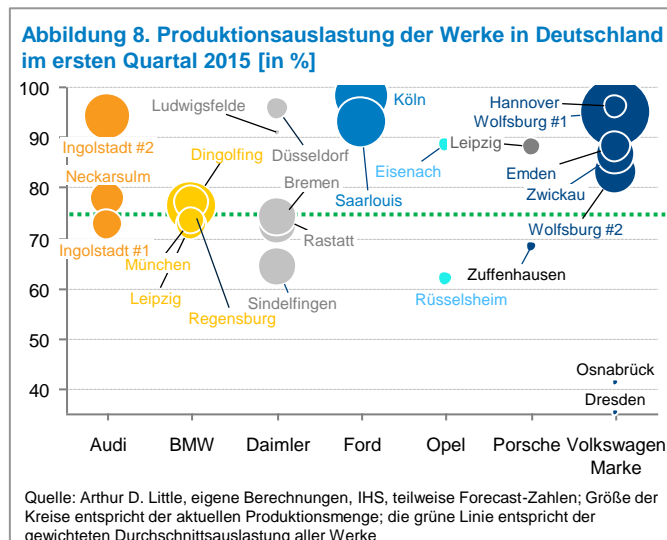 Abbildung 8. Produktionsauslastung der Werke in Deutschland
im ersten Quartal 2015 [in %]
100
90
80
70
60
50
40
Ingolstadt #2
Neckarsulm
Ingolstadt #1
Dingolfing
München
Leipzig
Regensburg
Ludwigsfelde
Düsseldorf
Bremen
Rastatt
Sindelfingen
Köln
Saarlouis
Eisenach
Rüsselsheim
Leipzig
Zuffenhausen
Hannover
Wolfsburg #1
Emden
Zwickau
Wolfsburg #2
Osnabrück
Dresden
Audi
BMW
Daimler
Ford
Opel
Porsche
Volkswagen
Marke
Quelle: Arthur D. Little, eigene Berechnungen, IHS, teilweise Forecast-Zahlen; Größe der
Kreise entspricht der aktuellen Produktionsmenge; die grüne Linie entspricht der
gewichteten Durchschnittsauslastung aller Werke